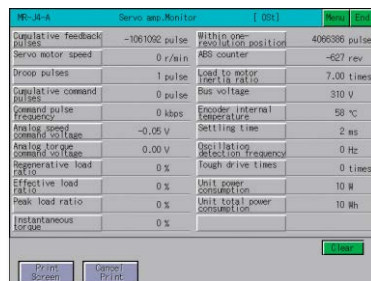 MR-J4-A Servo amp.Monitor [ 0St] Menu End
Cumulative feedback pulses -1061092 pulse
Within one-revolution position 4066386 pulse
Servo motor speed 0 r/min
ABS counter -627 rev
Droop pulses 1 pulse
Load to motor inertia ratio 7.00 times
Cumulative command pulses 0 pulse
Bus voltage 310 V
Command pulse frequency 0 kbps
Encoder internal temperature 58 ℃
Analog speed command voltage -0.05 V
Settling time 2 ms
Analog torque command voltage 0.00 V
Oscillation detection frequency 0 Hz
Regenerative load ratio 0 %
Tough drive times 0 times
Effective load ratio 0 %
Unit power consumption 10 W
Peak load ratio 0 %
Unit total power consumption 10 Wh
Instantaneous torque 0 %
Clear
Print Screen
Cancel Print